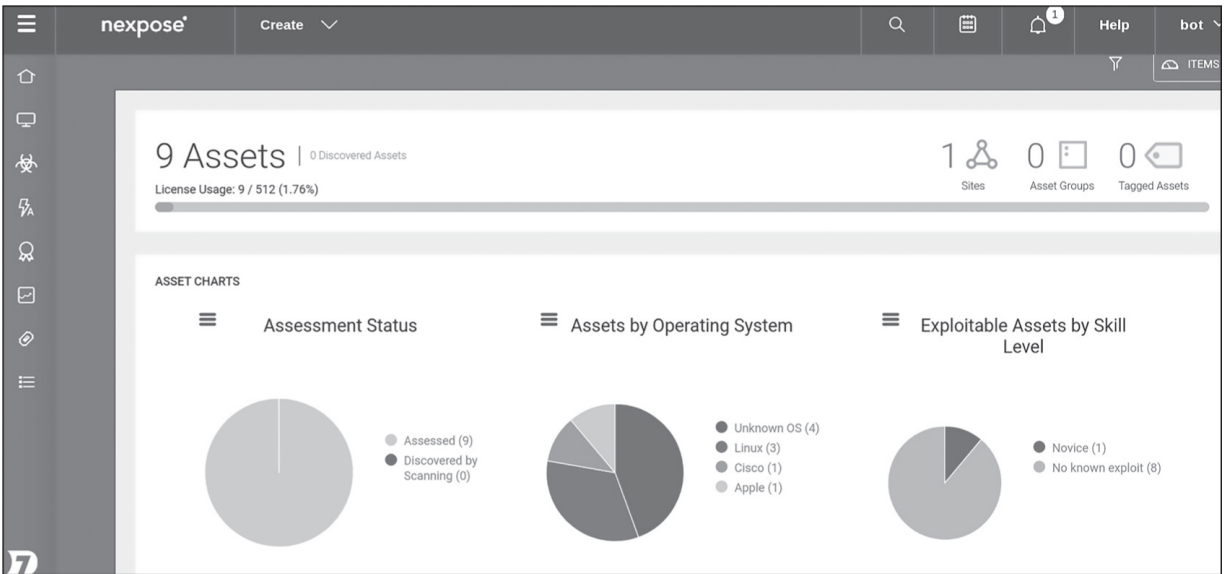 nexpose
Create
1
Help
bot
ITEMS
9 Assets | 0 Discovered Assets
License Usage: 9 / 512 (1.76%)
1
Sites
0
Asset Groups
0
Tagged Assets
ASSET CHARTS
Assessment Status
Assessed (9)
Discovered by
Scanning (0)
Assets by Operating System
Unknown OS (4)
Linux (3)
Cisco (1)
Apple (1)
Exploitable Assets by Skill
Level
Novice (1)
No known exploit (8)